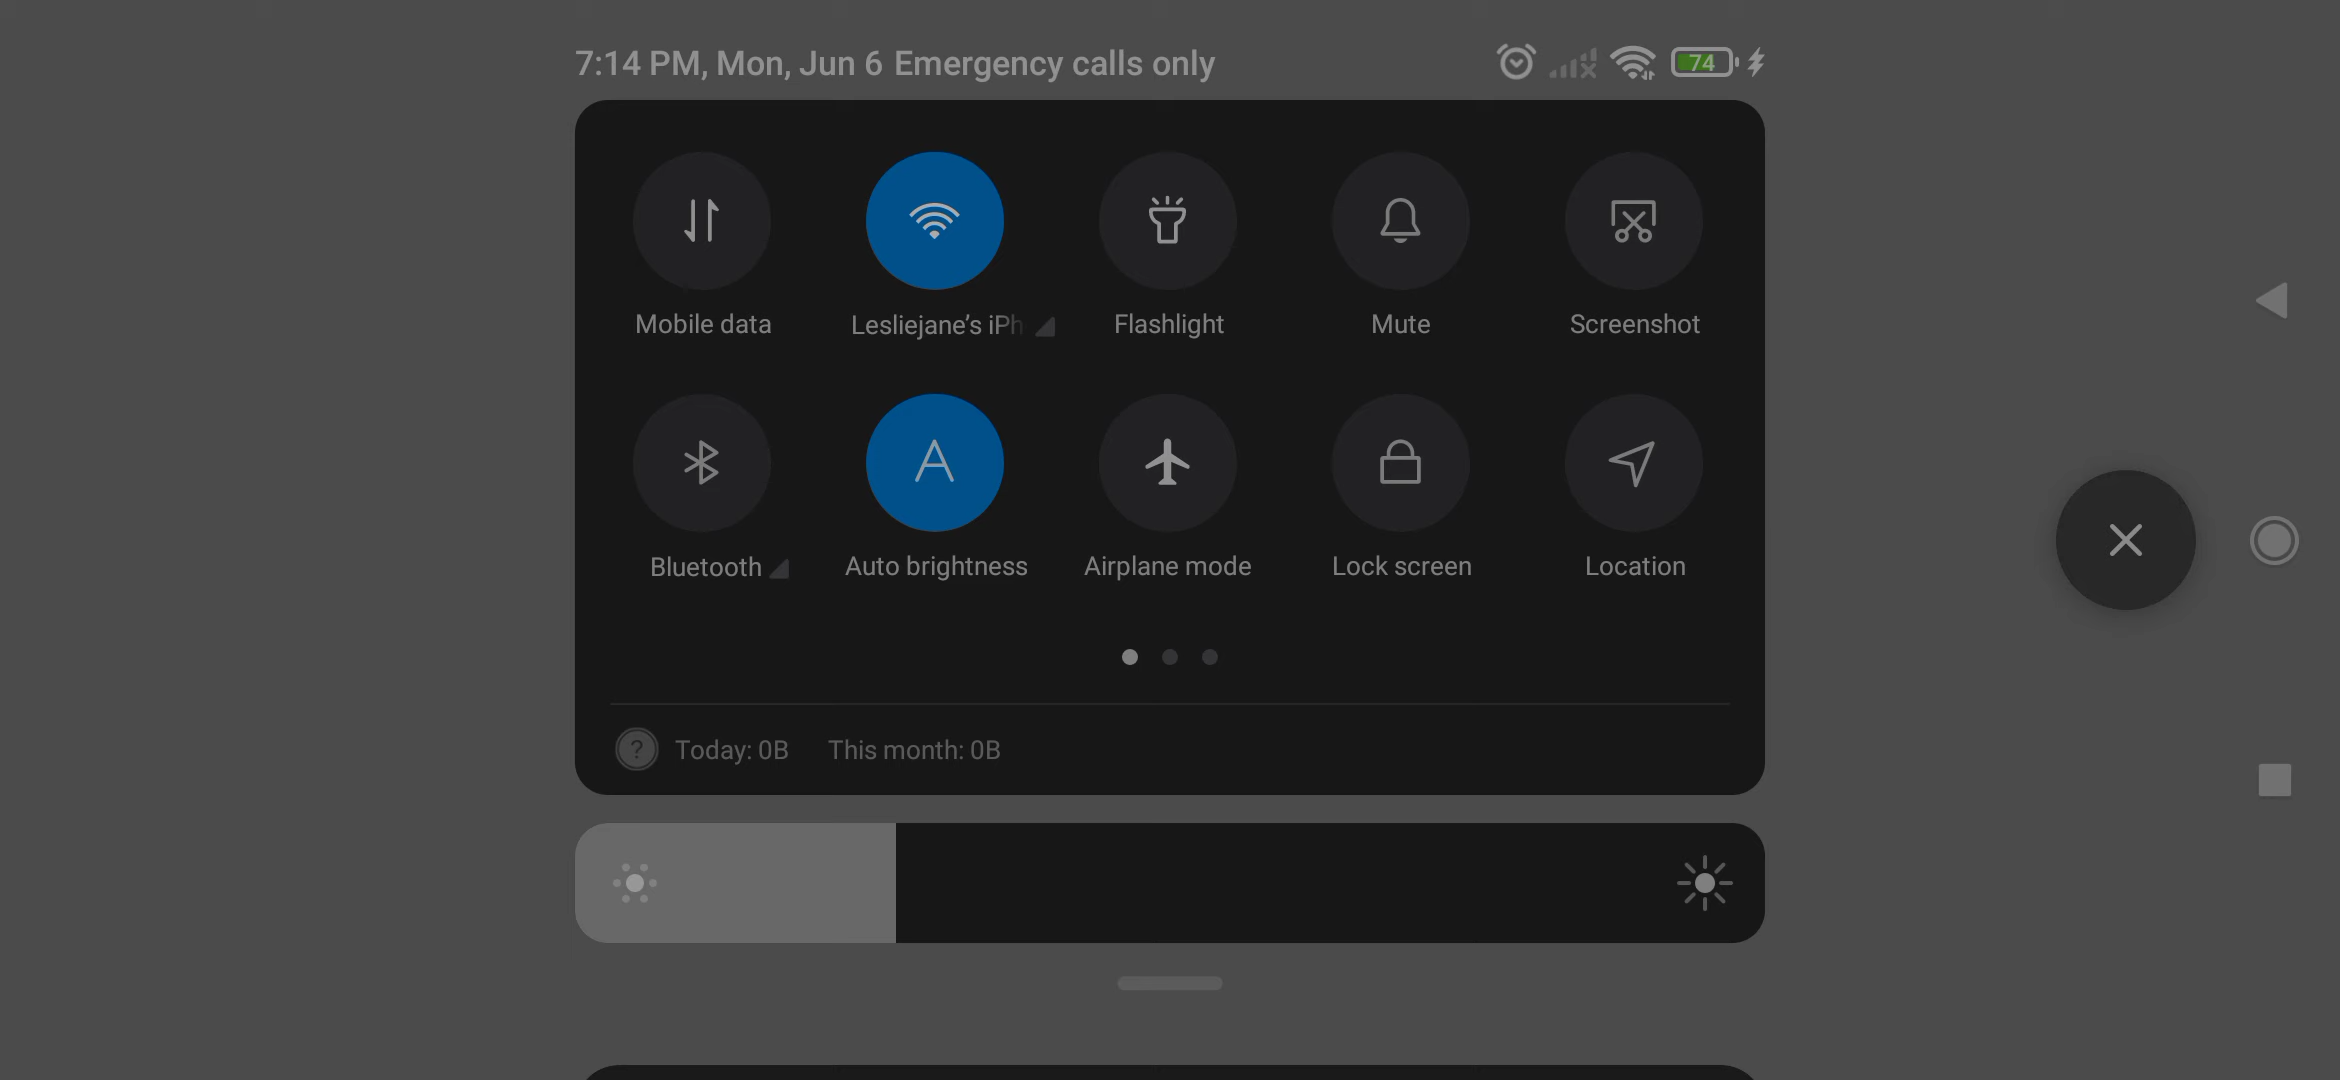 7:14 PM, Mon, Jun 6 Emergency calls only 74
Mobile data Lesliejane’s iPh Flashlight Mute Screenshot
Bluetooth Auto brightness Airplane mode Lock screen Location
? Today: 0B This month: 0B